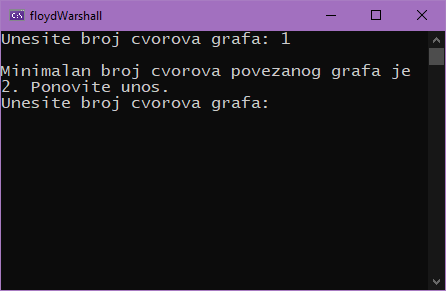 floydWarshall
Unesite broj cvorova grafa: 1
Minimalan broj cvorova povezanog grafa je
2. Ponovite unos.
Unesite broj cvorova grafa: